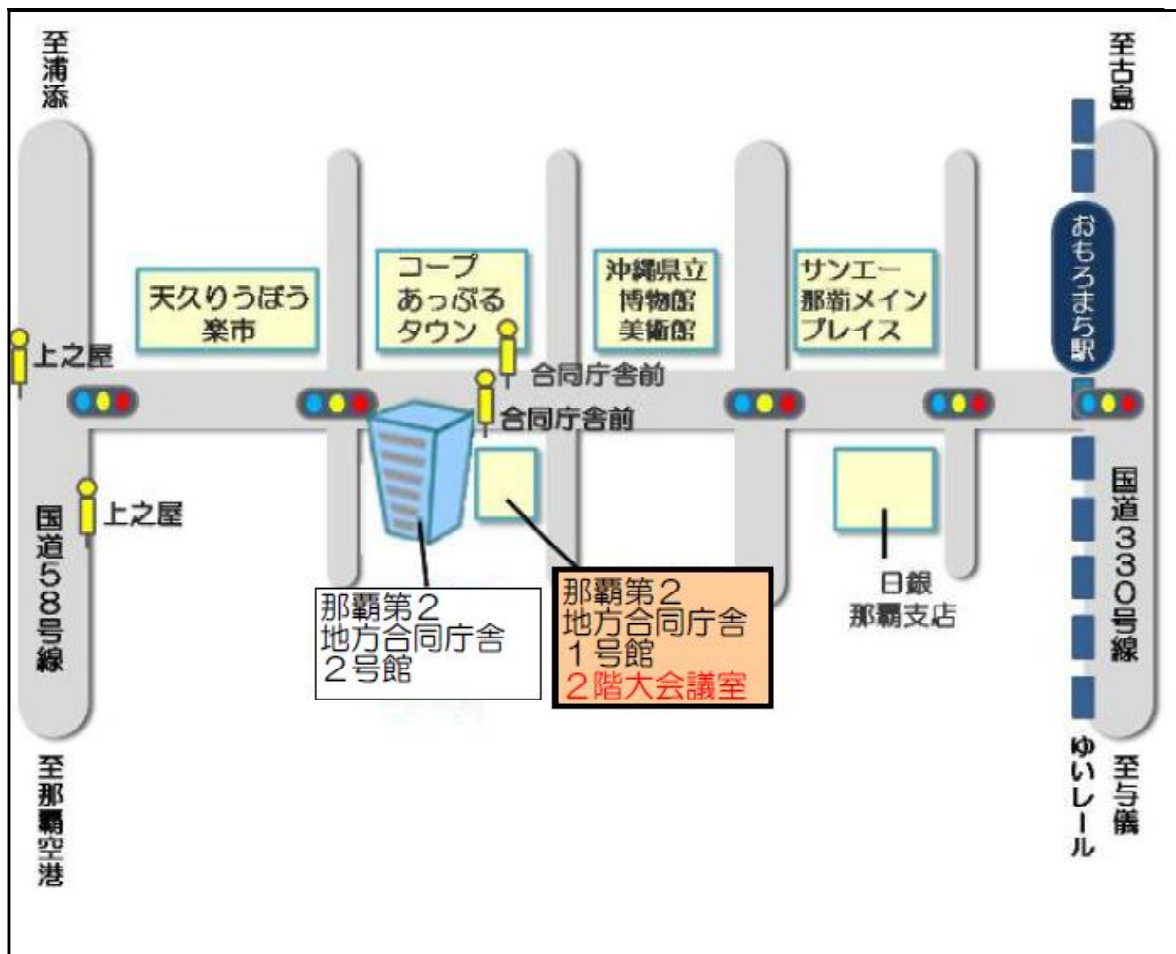 至浦添
至古島
おもろまち駅
天久りうぼう
楽市
コープ
あっぷる
タウン
沖縄県立
博物館
美術館
サンエー
那覇メイン
プレイス
上之屋
合同庁舎前
合同庁舎前
上之屋
国道58号線
国道330号線
日銀
那覇支店
那覇第2
地方合同庁舎
2号館
那覇第2
地方合同庁舎
1号館
2階大会議室
至那覇空港
ゆいレール
至与儀